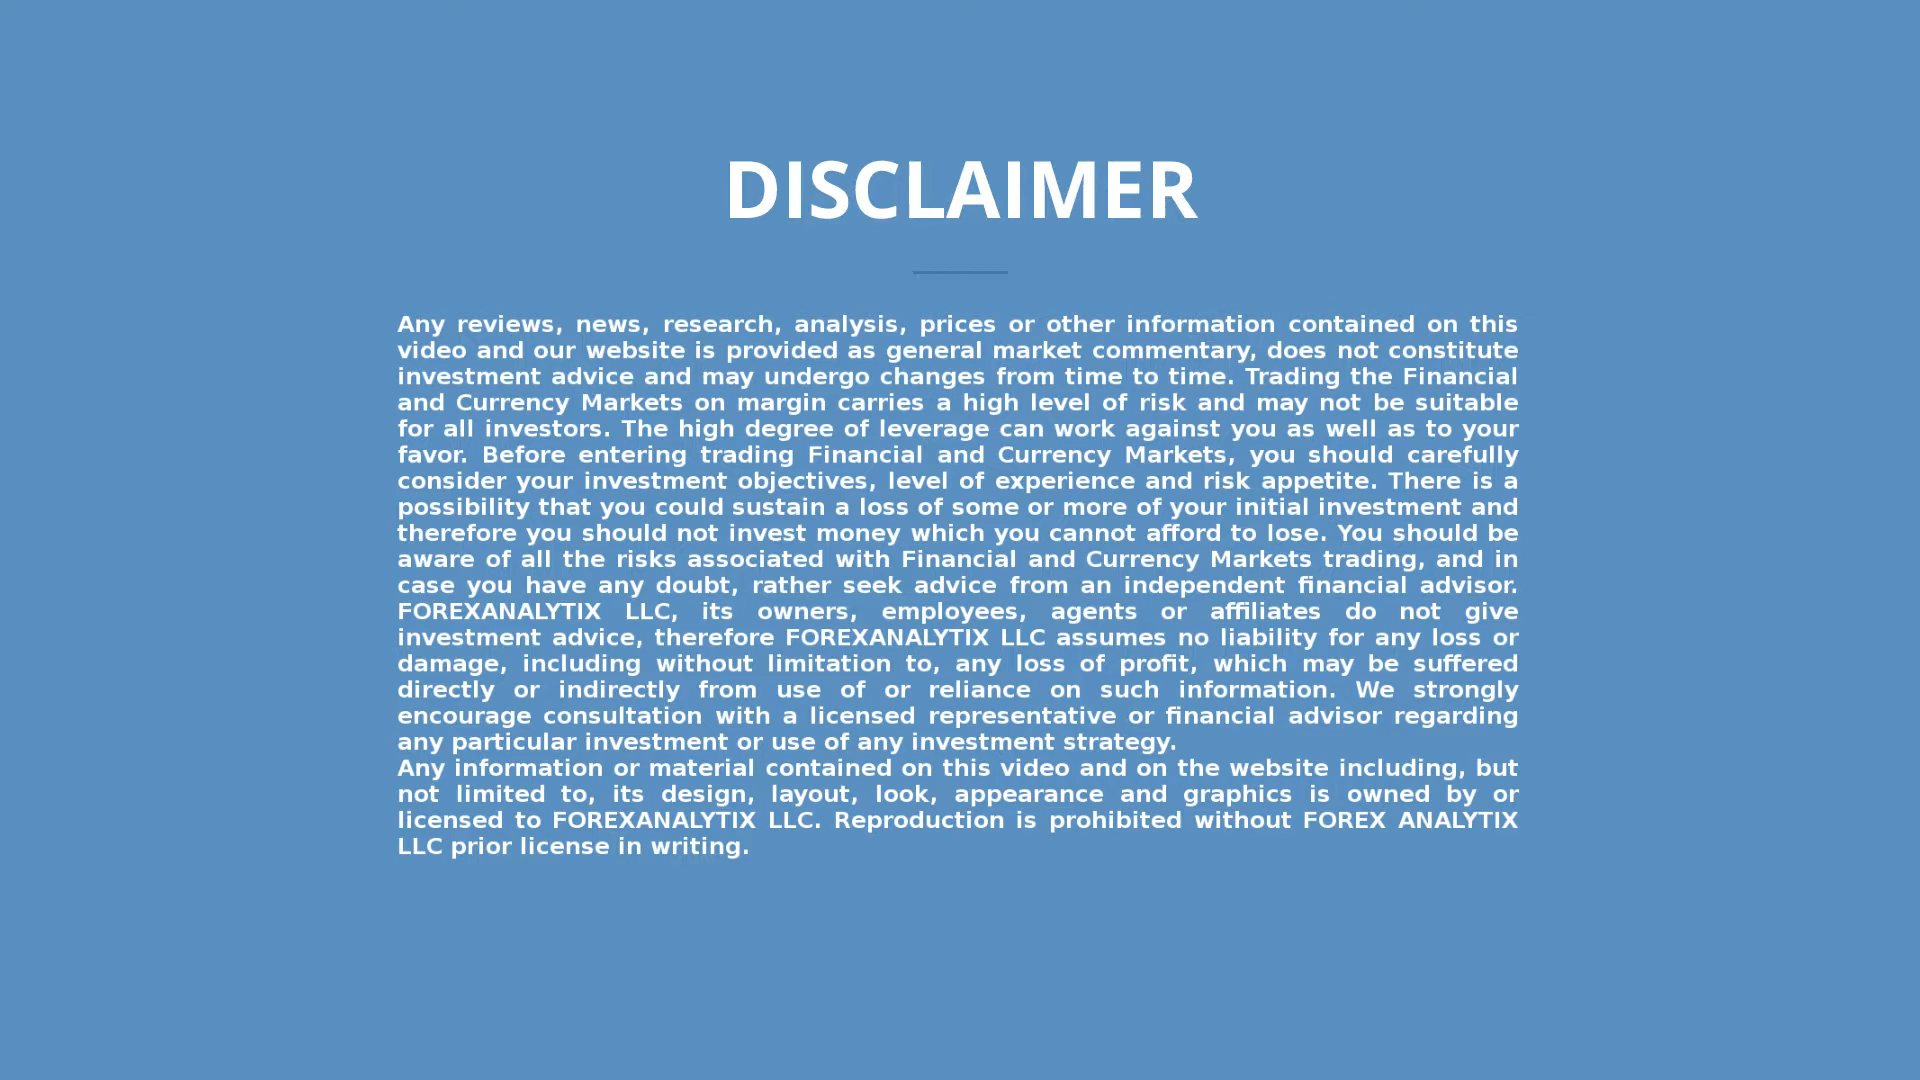 DISCLAIMER
Any reviews, news, research, analysis, prices or other information contained on this
video and our website is provided as general market commentary, does not constitute
investment advice and may undergo changes from time to time. Trading the Financial
and Currency Markets on margin carries a high level of risk and may not be suitable
for all investors. The high degree of leverage can work against you as well as to your
favor. Before entering trading Financial and Currency Markets, you should carefully
consider your investment objectives, level of experience and risk appetite. There is a
possibility that you could sustain a loss of some or more of your initial investment and
therefore you should not invest money which you cannot afford to lose. You should be
aware of all the risks associated with Financial and Currency Markets trading, and in
case you have any doubt, rather seek advice from an independent financial advisor.
FOREXANALYTIX LLC, its owners, employees, agents or affiliates do not give
investment advice, therefore FOREXANALYTIX LLC assumes no liability for any loss or
damage, including without limitation to, any loss of profit, which may be suffered
directly or indirectly from use of or reliance on such information. We strongly
encourage consultation with a licensed representative or financial advisor regarding
any particular investment or use of any investment strategy.
Any information or material contained on this video and on the website including, but
not limited to, its design, layout, look, appearance and graphics is owned by or
licensed to FOREXANALYTIX LLC. Reproduction is prohibited without FOREX ANALYTIX
LLC prior license in writing.